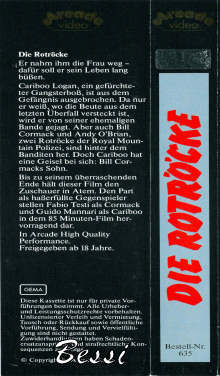 Arcade
video
Arcade
video
Die Rotröcke
Er nahm ihm die Frau weg –
dafür soll er sein Leben lang
büßen.
Cariboo Logan, ein gefürchte-
ter Gangsterboß, ist aus dem
Gefängnis ausgebrochen. Da nur
er weiß, wo die Beute aus dem
letzten Überfall versteckt ist,
wird er von seiner ehemaligen
Bande gejagt. Aber auch Bill
Cormack und Andy O'Brian,
zwei Rotröcke der Royal Moun-
tain Polizei, sind hinter dem
Banditen her. Doch Cariboo hat
eine Geisel bei sich: Bill Cor-
macks Sohn.
Bis zu seinem überraschenden
Ende hält dieser Film den
Zuschauer in Atem. Den Part
als haßerfüllte Gegenspieler
stellen Fabio Testi als Cormack
und Guido Mannari als Cariboo
in dem 85 Minuten-Film her-
vorragend dar.
In Arcade High Quality
Performance.
Freigegeben ab 18 Jahre.
GEMA
Diese Kassette ist nur für private Vor-
führungen bestimmt. Alle Urheber-
und Leistungsschutzrechte vorbehalten.
Unlizensierter Verleih und Vermietung,
Tausch oder Rückkauf sowie öffentliche
Vorführung, Sendung und Vervielfälti-
gung sind nicht gestattet.
Zuwiderhandlungen haben Schaden-
ersatzansprüche und strafrechtliche Kon-
sequenzen
© Copyright
Bessi
DIE ROTRÖCKE
Bestell-Nr.
635